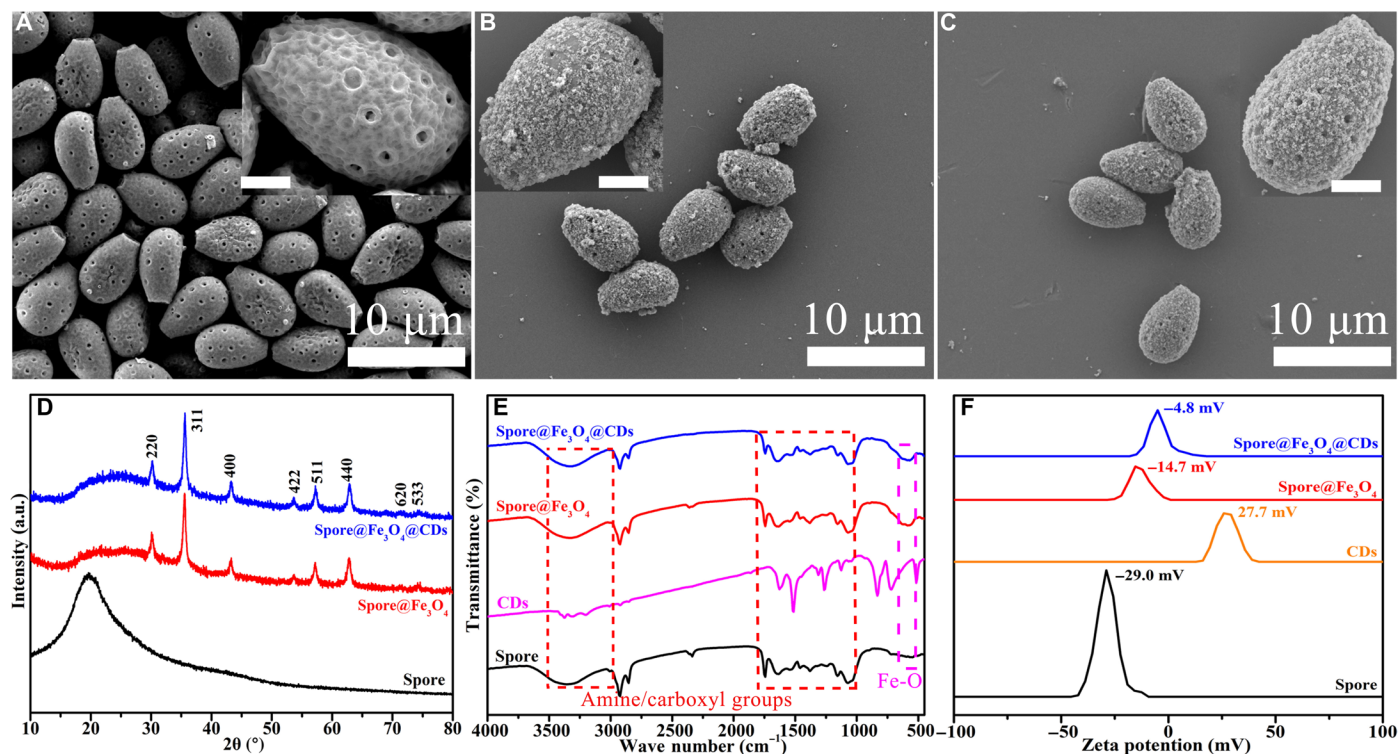 A
10 μm
B
10 μm
C
10 μm
D
220
311
400
422
511
440
620
533
Spore@Fe₃O₄@CDs
Spore@Fe₃O₄
Spore
Intensity (a.u.)
10 20 30 40 50 60 70 80
2θ (°)
E
Spore@Fe₃O₄@CDs
Spore@Fe₃O₄
CDs
Spore
Fe-O
Amine/carboxyl groups
Transmittance (%)
4000 3500 3000 2500 2000 1500 1000 500
Wave number (cm⁻¹)
F
−4.8 mV
Spore@Fe₃O₄@CDs
−14.7 mV
Spore@Fe₃O₄
27.7 mV
CDs
−29.0 mV
Spore
−100 −50 0 50 100
Zeta potention (mV)